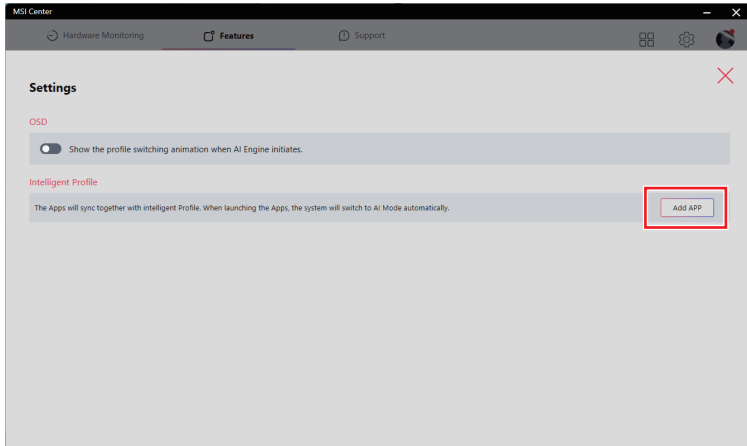 MSI Center
Hardware Monitoring
Features
Support
Settings
OSD
Show the profile switching animation when AI Engine initiates.
Intelligent Profile
The Apps will sync together with intelligent Profile. When launching the Apps, the system will switch to AI Mode automatically.
Add APP